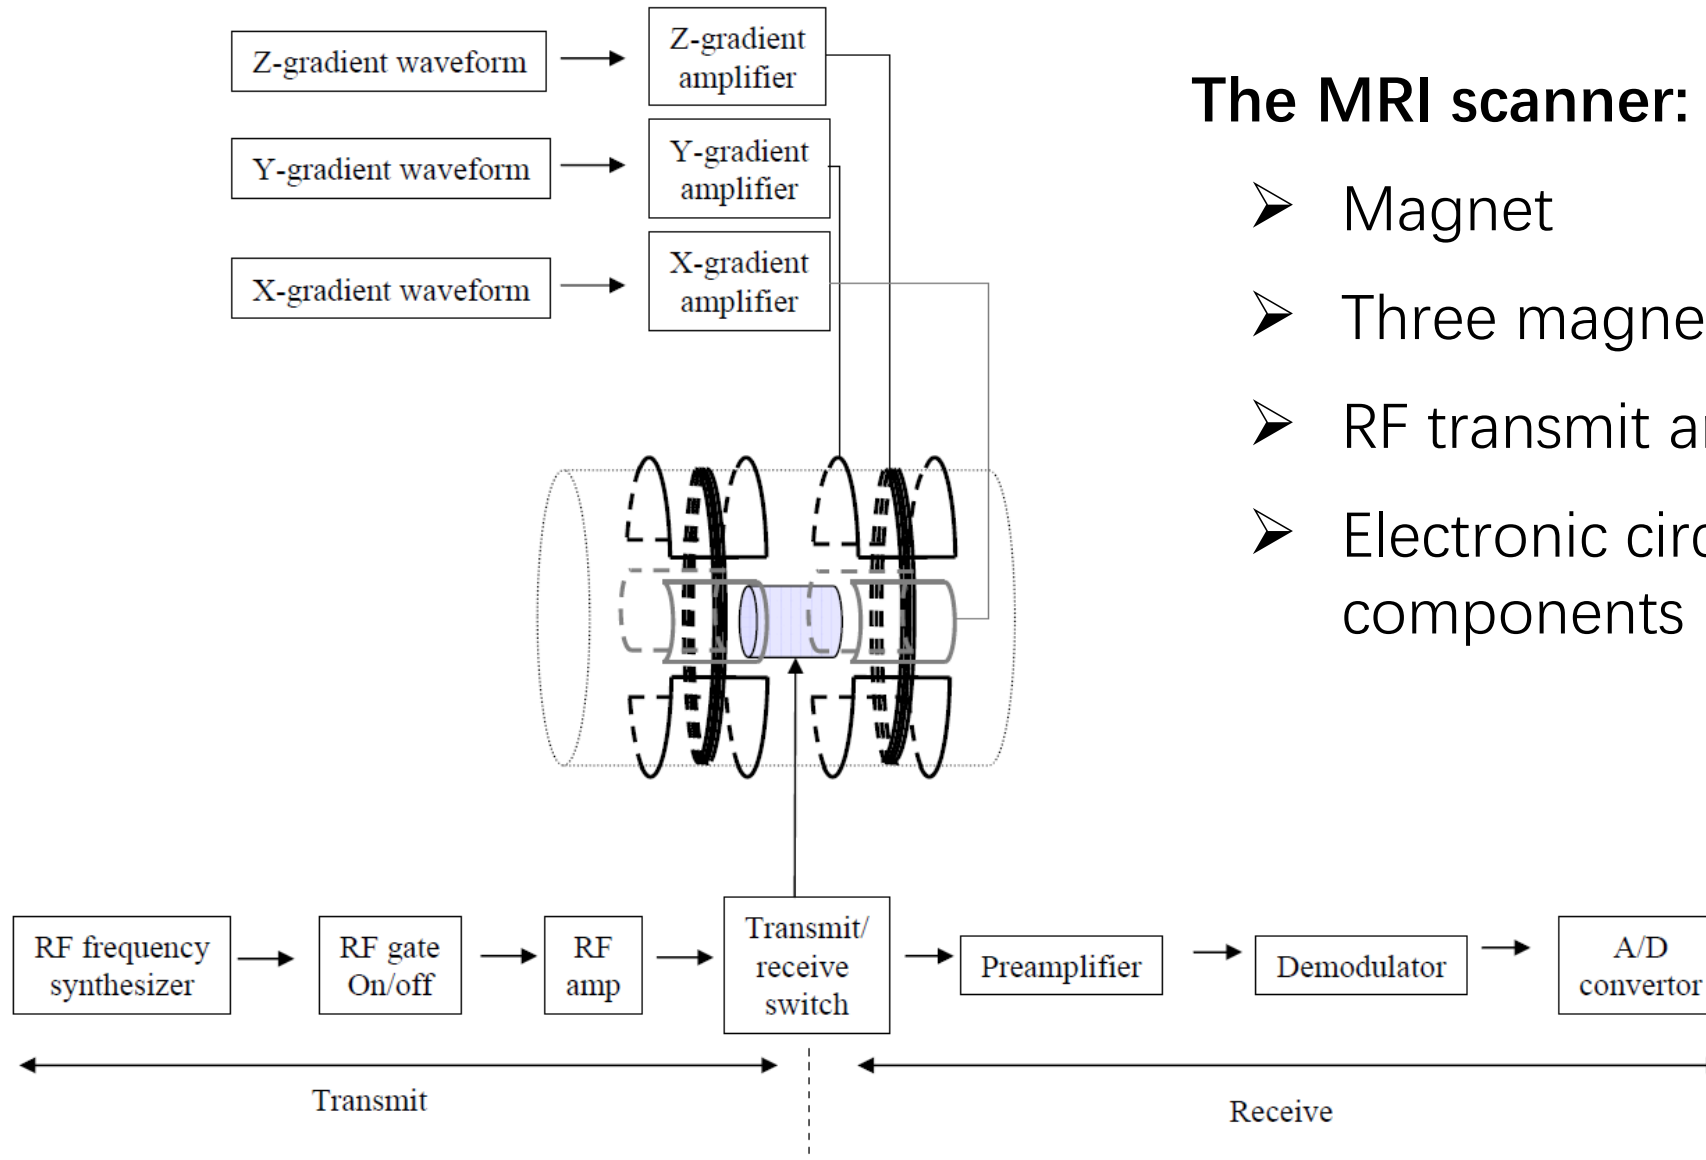 Z-gradient waveform
Z-gradient
amplifier
Y-gradient waveform
Y-gradient
amplifier
X-gradient waveform
X-gradient
amplifier
The MRI scanner:
Magnet
Three
RF transmit
Electronic
components
RF frequency
synthesizer
RF gate
On/off
RF
amp
Transmit/
receive
switch
Preamplifier
Demodulator
A/D
convertor
Transmit
Receive